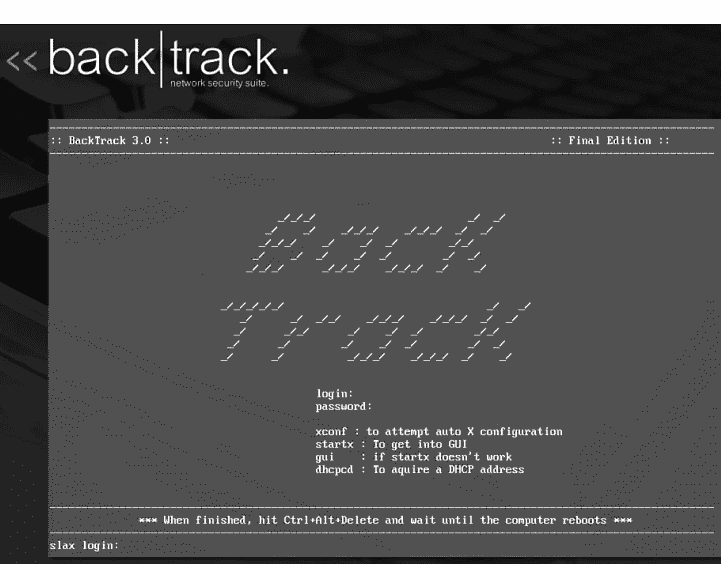 << back|track.
network security suite.
:: BackTrack 3.0 :: :: Final Edition ::
Back
Track
login:
password:
xconf : to attempt auto X configuration
startx : To get into GUI
gui : if startx doesn't work
dhcpcd : To aquire a DHCP address
*** When finished, hit Ctrl+Alt+Delete and wait until the computer reboots ***
slax login: